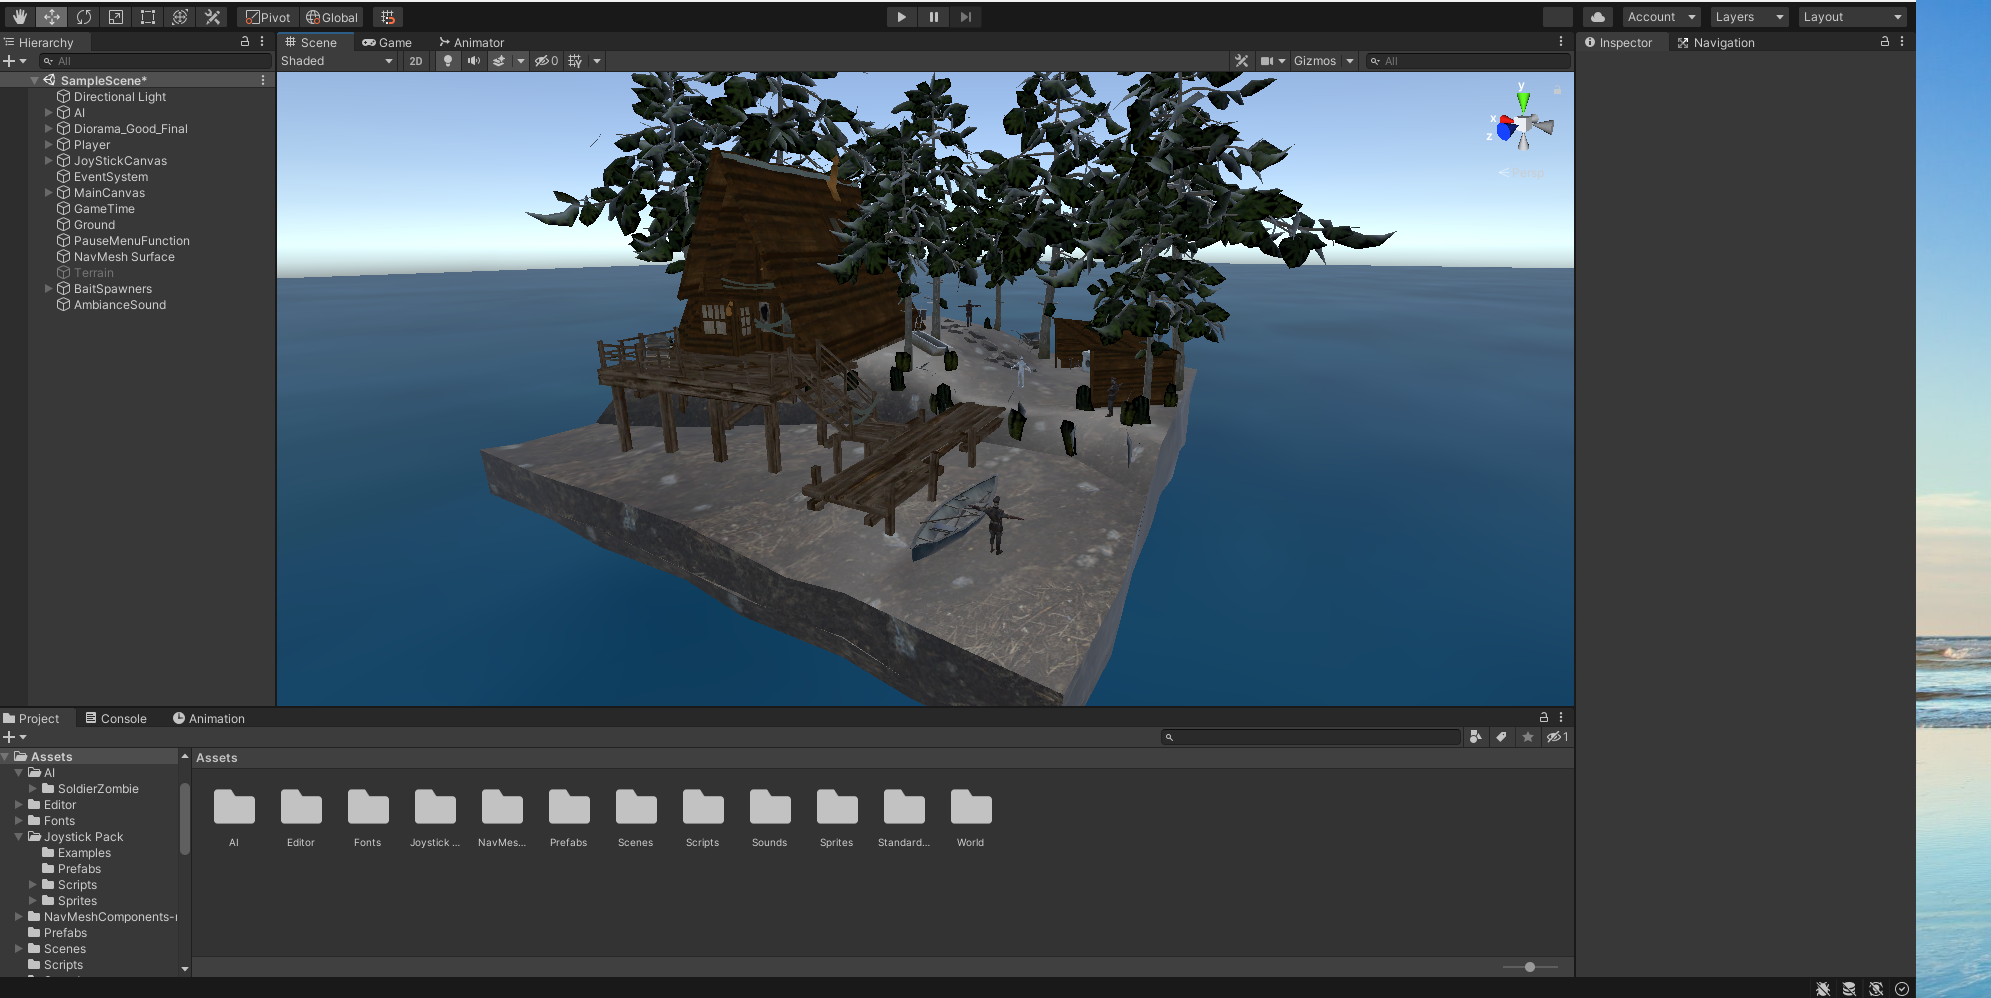 Pivot Global Account Layers Layout
Hierarchy
All
SampleScene*
Directional Light
AI
Diorama_Good_Final
Player
JoyStickCanvas
EventSystem
MainCanvas
GameTime
Ground
PauseMenuFunction
NavMesh Surface
Terrain
BaitSpawners
AmbianceSound
Scene Game Animator
Shaded 2D 0 Gizmos All
y
x
z
Persp
Inspector Navigation
Project Console Animation
1
Assets
AI
SoldierZombie
Editor
Fonts
Joystick Pack
Examples
Prefabs
Scripts
Sprites
NavMeshComponents-
Prefabs
Scenes
Scripts
Assets
AI Editor Fonts Joystick ... NavMes... Prefabs Scenes Scripts Sounds Sprites Standard... World